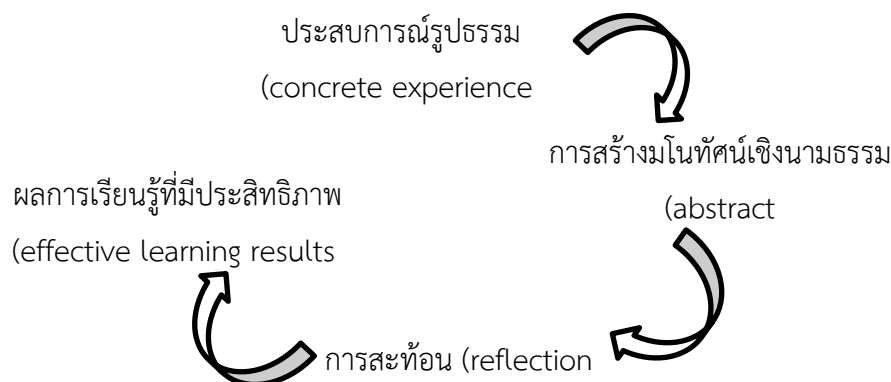 ประสบการณ์รูปธรรม
(concrete experience
การสร้างมโนทัศน์เชิงนามธรรม
(abstract
ผลการเรียนรู้ที่มีประสิทธิภาพ
(effective learning results
การสะท้อน (reflection